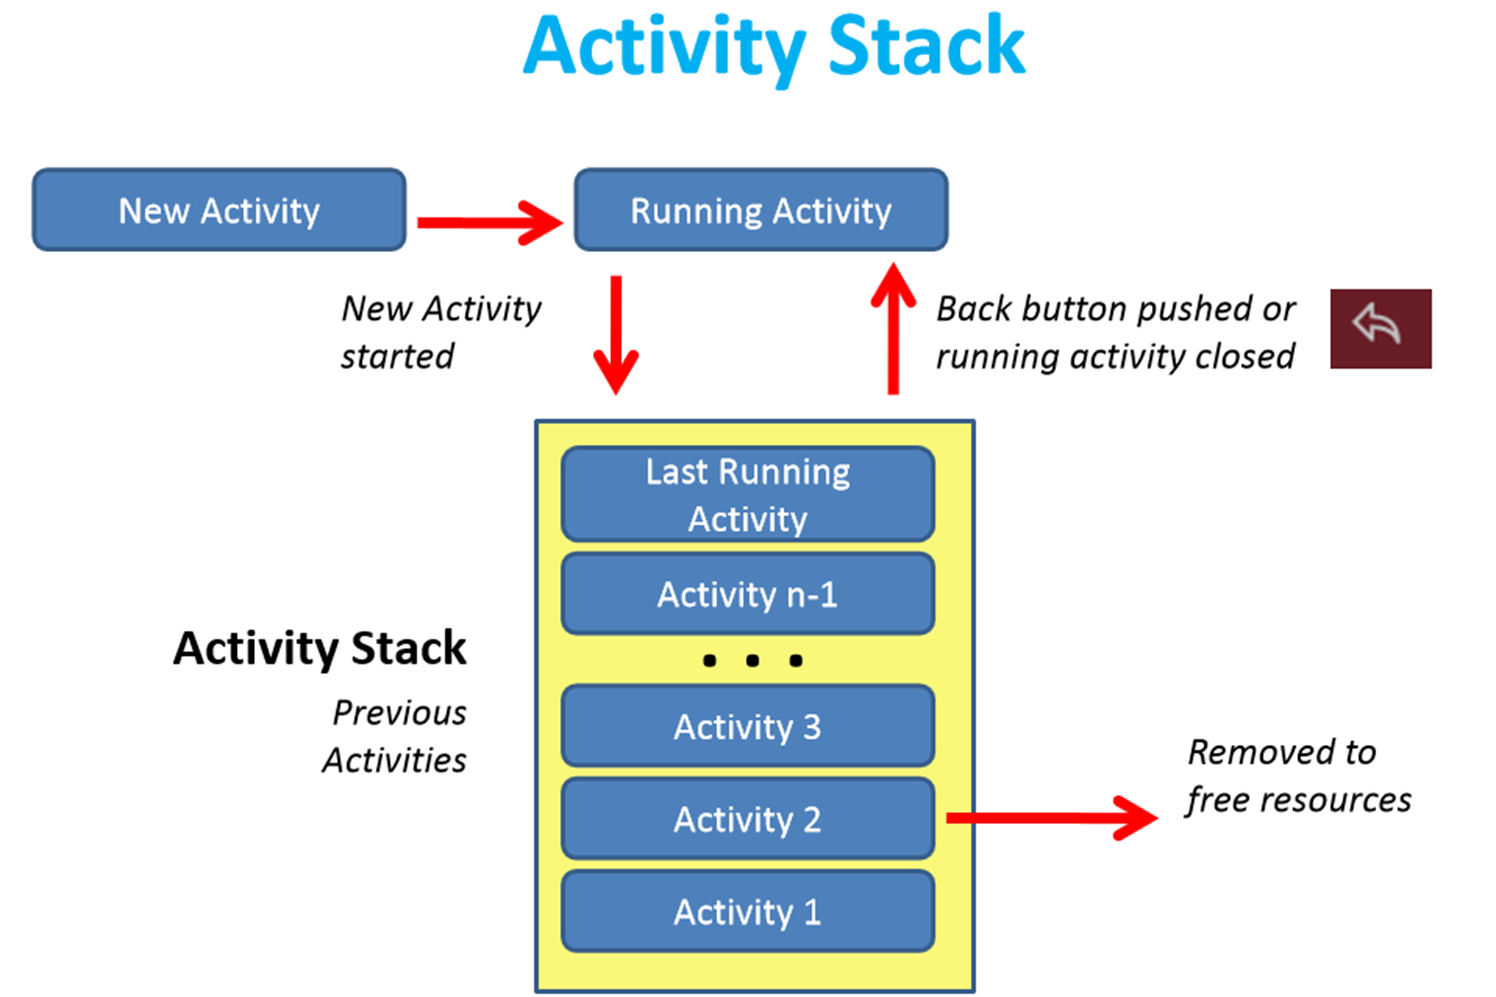 Activity Stack
New Activity
Running Activity
New Activity
started
Back button pushed or
running activity closed
Last Running
Activity
Activity n-1
. . .
Activity Stack
Previous
Activities
Activity 3
Activity 2
Removed to
free resources
Activity 1